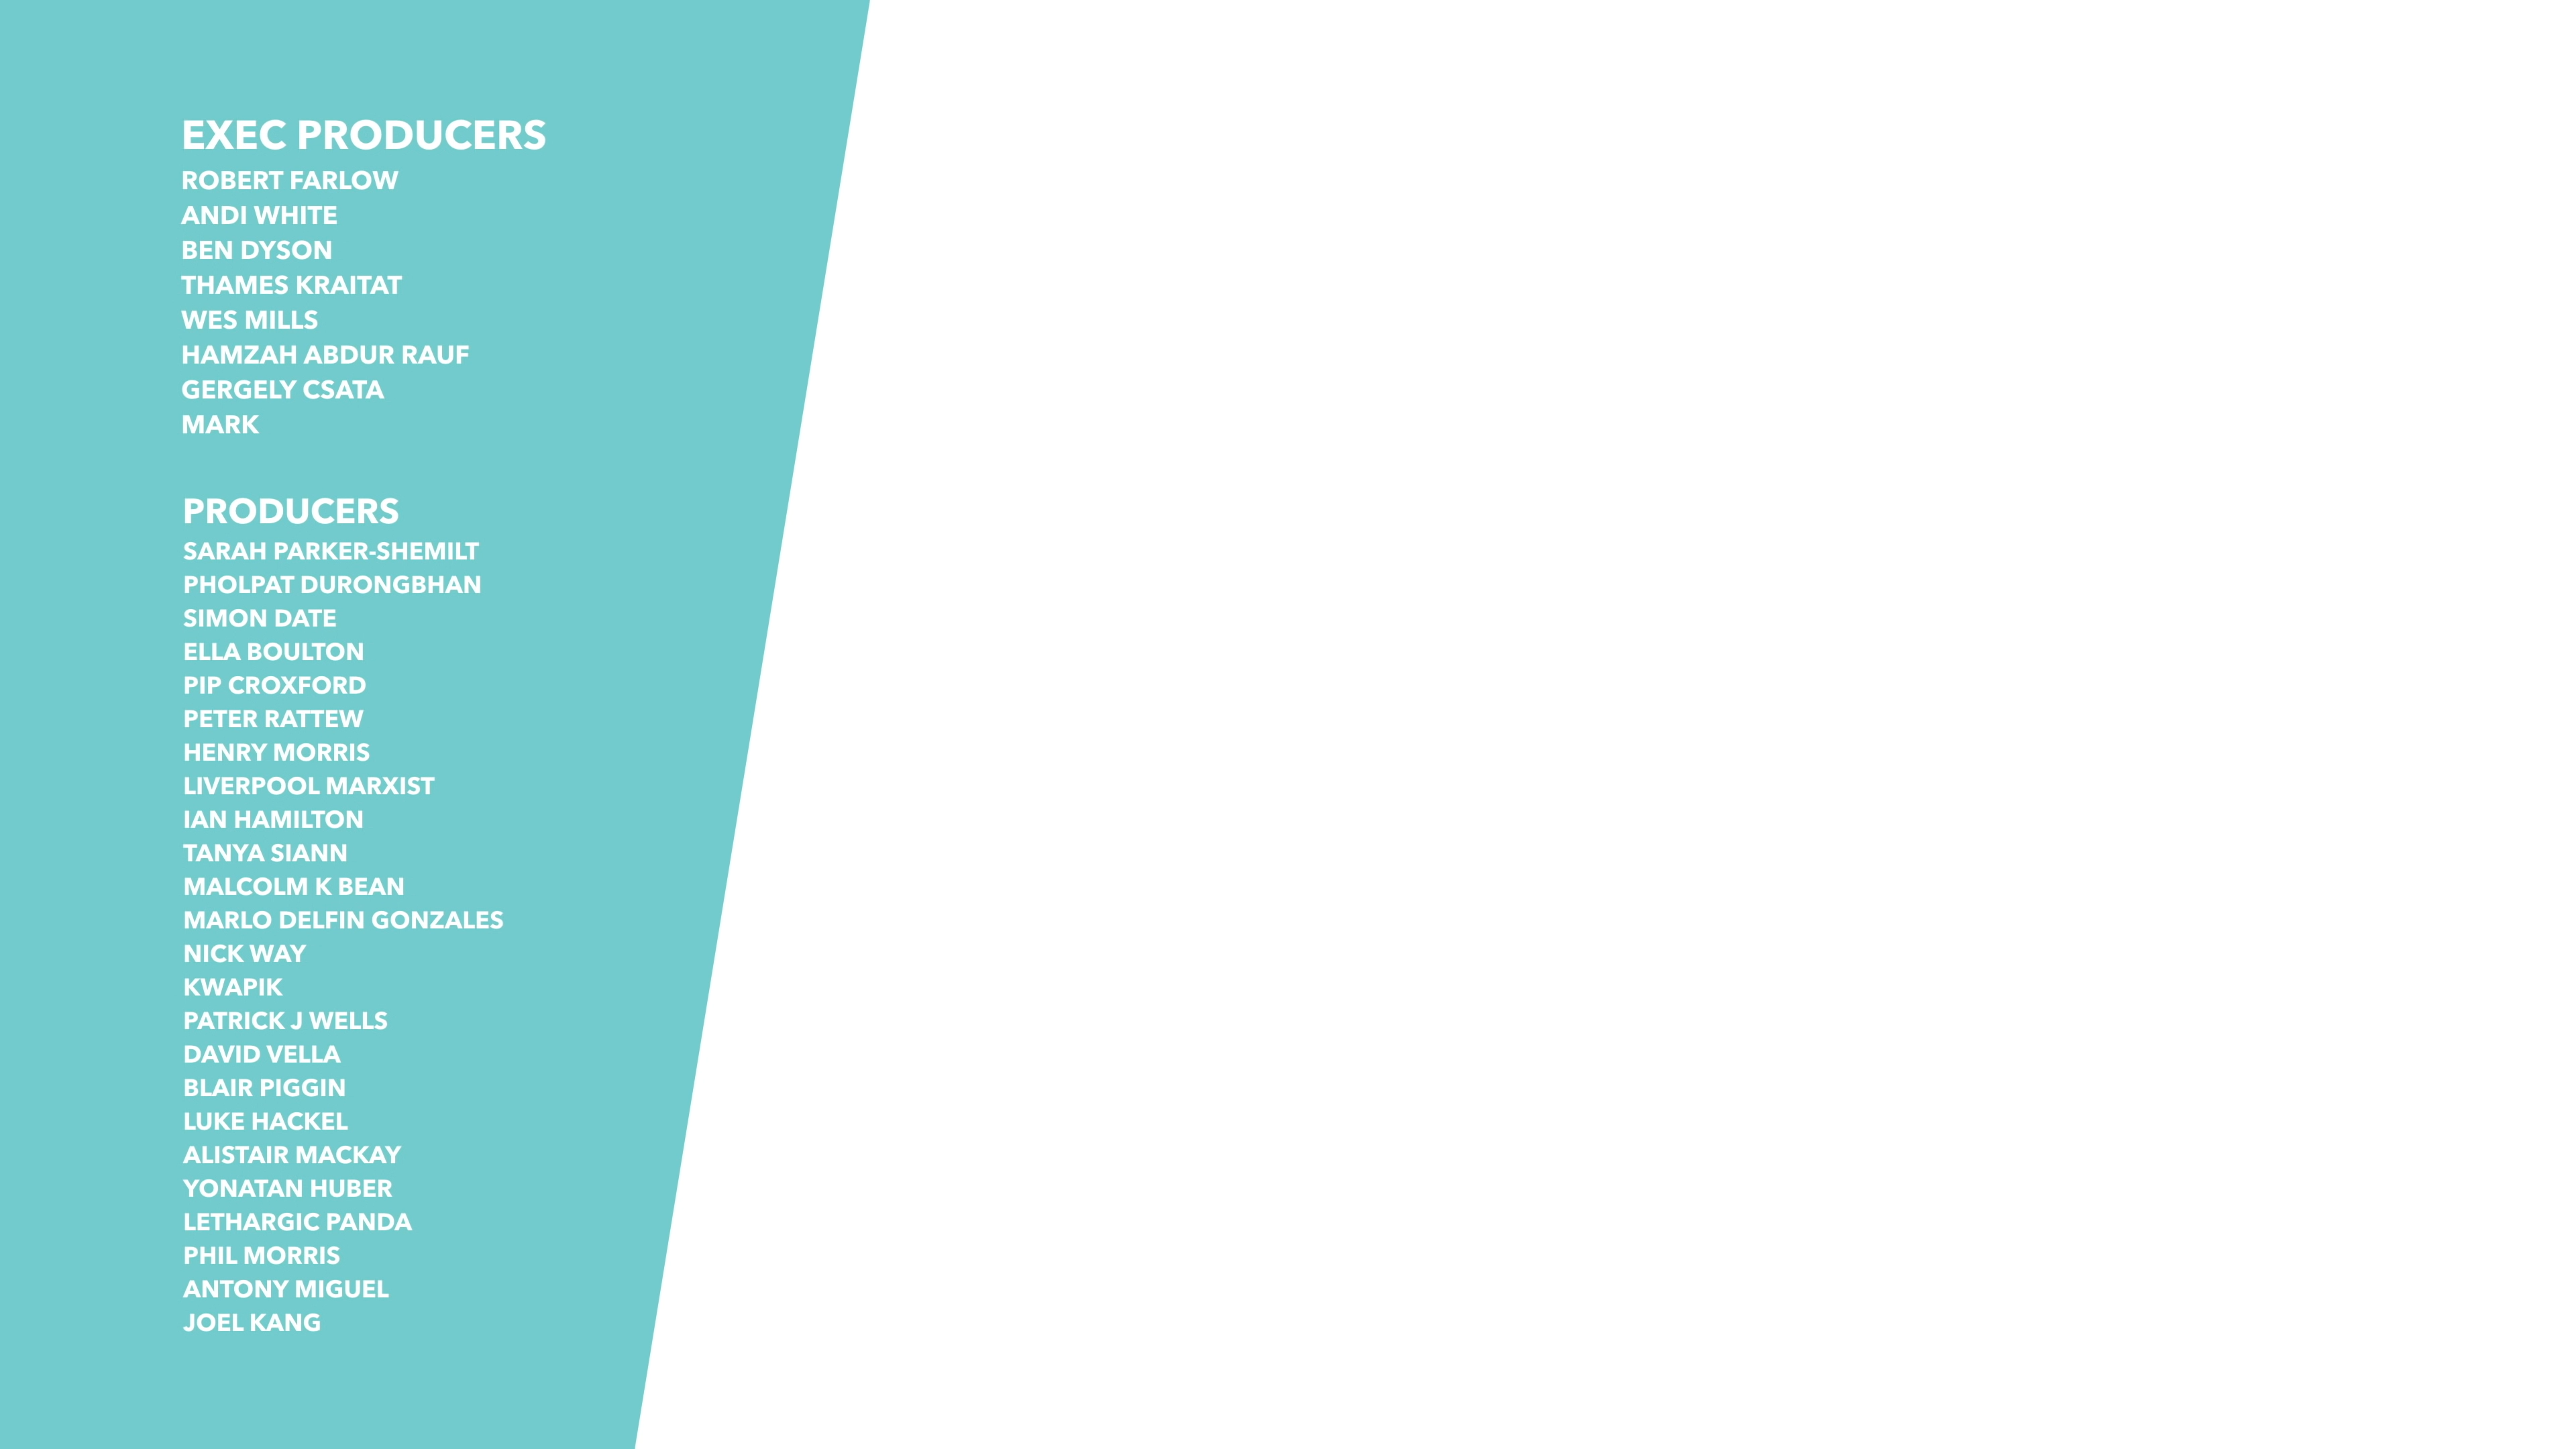 EXEC PRODUCERS
ROBERT FARLOW
ANDI WHITE
BEN DYSON
THAMES KRAITAT
WES MILLS
HAMZAH ABDUR RAUF
GERGELY CSATA
MARK
PRODUCERS
SARAH PARKER-SHEMILT
PHOLPAT DURONGBHAN
SIMON DATE
ELLA BOULTON
PIP CROXFORD
PETER RATTEW
HENRY MORRIS
LIVERPOOL MARXIST
IAN HAMILTON
TANYA SIANN
MALCOLM K BEAN
MARLO DELFIN GONZALES
NICK WAY
KWAPIK
PATRICK J WELLS
DAVID VELLA
BLAIR PIGGIN
LUKE HACKEL
ALISTAIR MACKAY
YONATAN HUBER
LETHARGIC PANDA
PHIL MORRIS
ANTONY MIGUEL
JOEL KANG